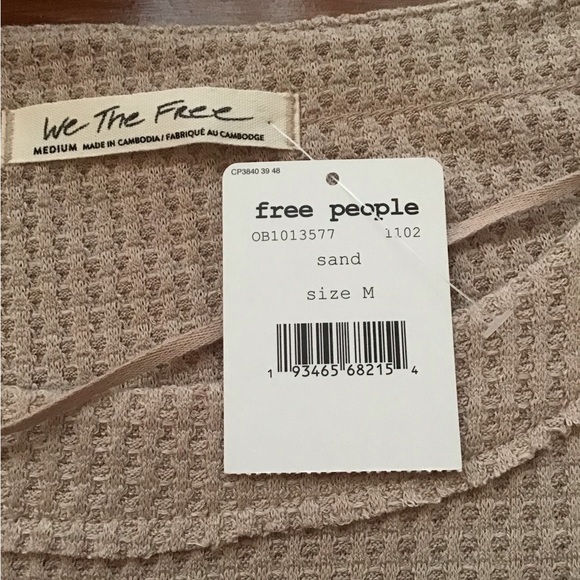 We The Free
MEDIUM MADE IN CAMBODIA / FABRIQUÉ AU CAMBODGE
CP3840 39 48
free people
OB1013577 1102
sand
size M
1 93465 68215 4